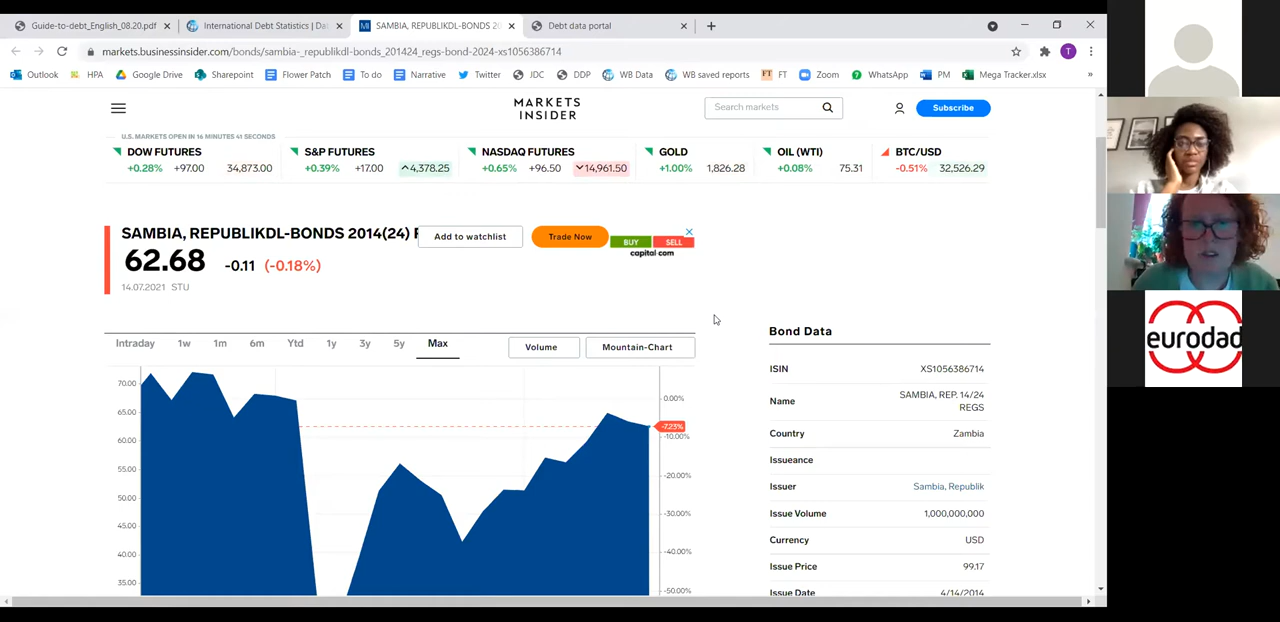 Guide-to-debt_English_08.20.pdf
International Debt Statistics | Da
SAMBIA, REPUBLIKDL-BONDS 20
Debt data portal
markets.businessinsider.com/bonds/sambia-_republikdl-bonds_201424_regs-bond-2024-xs1056386714
T
Outlook HPA Google Drive Sharepoint Flower Patch To do Narrative Twitter JDC DDP WB Data WB saved reports FT FT Zoom WhatsApp PM Mega Tracker.xlsx »
MARKETS
INSIDER
Search markets
Subscribe
U.S. MARKETS OPEN IN 16 MINUTES 41 SECONDS
DOW FUTURES S&P FUTURES NASDAQ FUTURES GOLD OIL (WTI) BTC/USD
+0.28% +97.00 34,873.00 +0.39% +17.00 4,378.25 +0.65% +96.50 14,961.50 +1.00% 1,826.28 +0.08% 75.31 -0.51% 32,526.29
SAMBIA, REPUBLIKDL-BONDS 2014(24)
Add to watchlist
Trade Now
BUY SELL
capital com
62.68 -0.11 (-0.18%)
14.07.2021 STU
Intraday 1w 1m 6m Ytd 1y 3y 5y Max
Volume
Mountain-Chart
70.00
65.00
60.00
55.00
50.00
45.00
40.00
35.00
0.00%
-7.23%
-10.00%
-20.00%
-30.00%
-40.00%
-50.00%
Bond Data
ISIN XS1056386714
Name SAMBIA, REP. 14/24
REGS
Country Zambia
Issueance
Issuer Sambia, Republik
Issue Volume 1,000,000,000
Currency USD
Issue Price 99.17
Issue Date 4/14/2014
eurodad